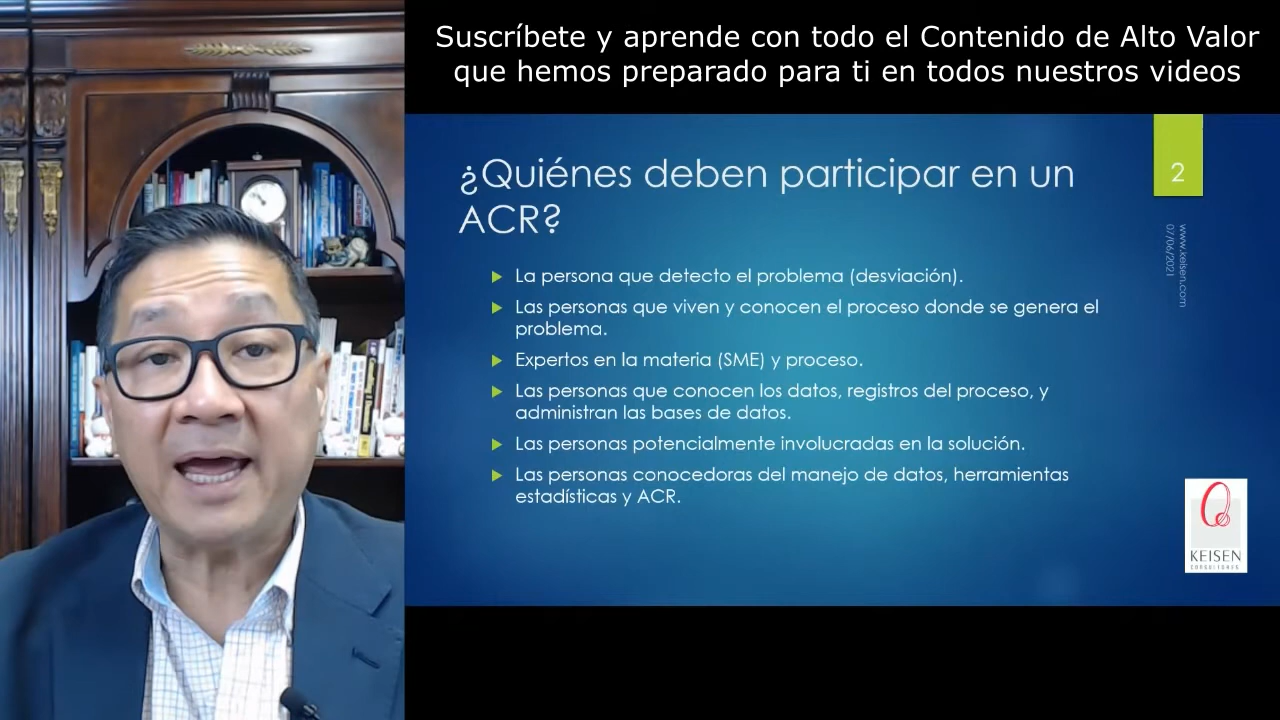 Suscríbete y aprende con todo el Contenido de Alto Valor
que hemos preparado para ti en todos nuestros videos
¿Quiénes deben participar en un
ACR?
2
www.keisen.com
07/06/2021
La persona que detecto el problema (desviación).
Las personas que viven y conocen el proceso donde se genera el
problema.
Expertos en la materia (SME) y proceso.
Las personas que conocen los datos, registros del proceso, y
administran las bases de datos.
Las personas potencialmente involucradas en la solución.
Las personas conocedoras del manejo de datos, herramientas
estadísticas y ACR.
KEISEN
CONSULTORES